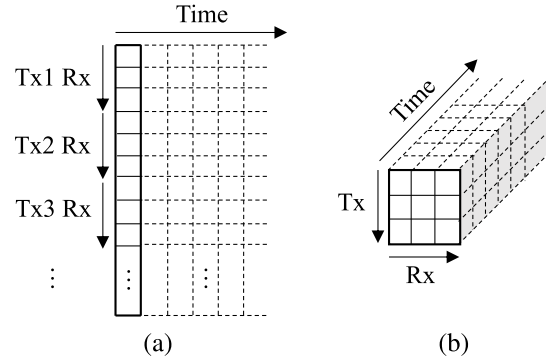 Time
Tx1 Rx
Tx2 Rx
Tx3 Rx
⋮ ⋮ ⋮
(a)
Time
Tx
Rx
(b)